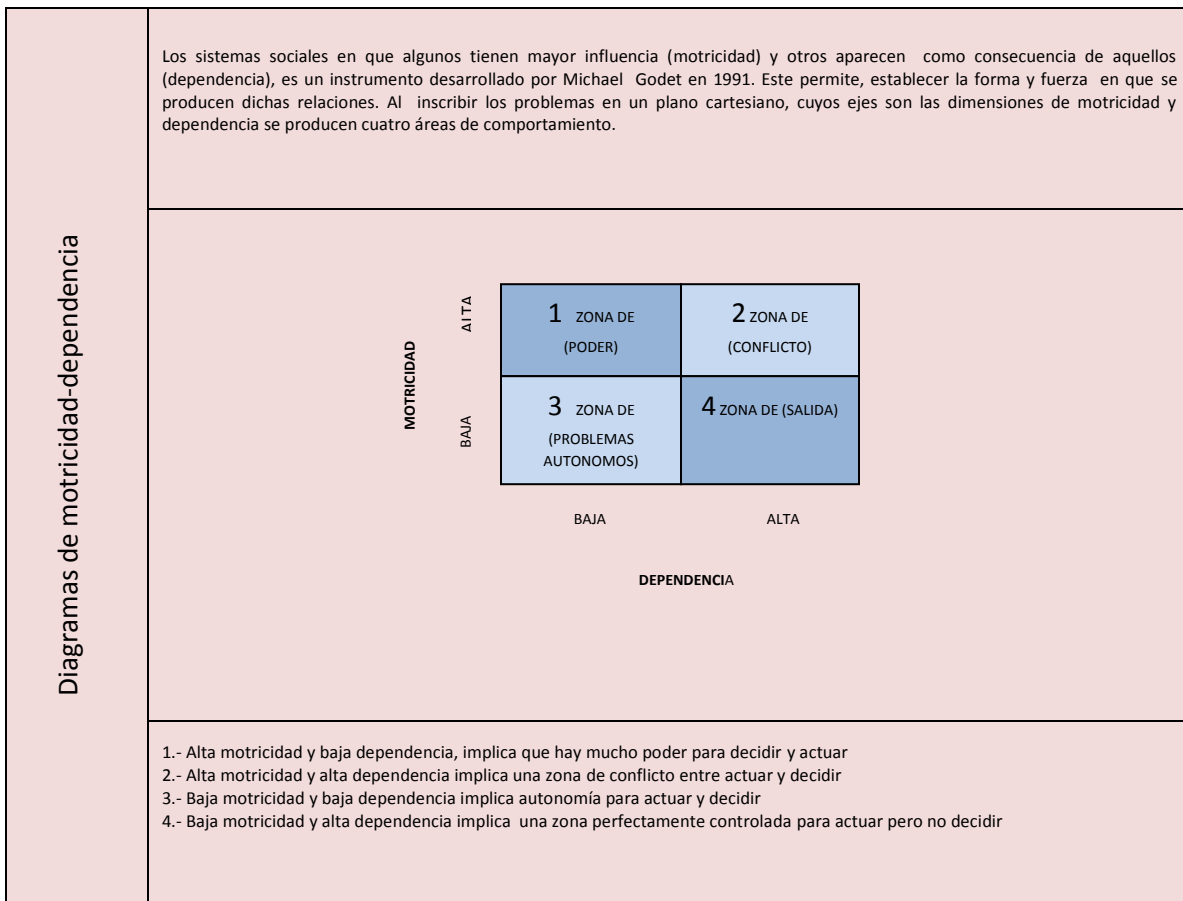 Diagramas de motricidad-dependencia
Los sistemas sociales en que algunos tienen mayor influencia (motricidad) y otros aparecen como consecuencia de aquellos
(dependencia), es un instrumento desarrollado por Michael Godet en 1991. Este permite, establecer la forma y fuerza en que se
producen dichas relaciones. Al inscribir los problemas en un plano cartesiano, cuyos ejes son las dimensiones de motricidad y
dependencia se producen cuatro áreas de comportamiento.
MOTRICIDAD
AlTA
1 ZONA DE
(PODER)
2 ZONA DE
(CONFLICTO)
BAJA
3 ZONA DE
(PROBLEMAS
AUTONOMOS)
4 ZONA DE (SALIDA)
BAJA
ALTA
DEPENDENCIA
1.- Alta motricidad y baja dependencia, implica que hay mucho poder para decidir y actuar
2.- Alta motricidad y alta dependencia implica una zona de conflicto entre actuar y decidir
3.- Baja motricidad y baja dependencia implica autonomía para actuar y decidir
4.- Baja motricidad y alta dependencia implica una zona perfectamente controlada para actuar pero no decidir